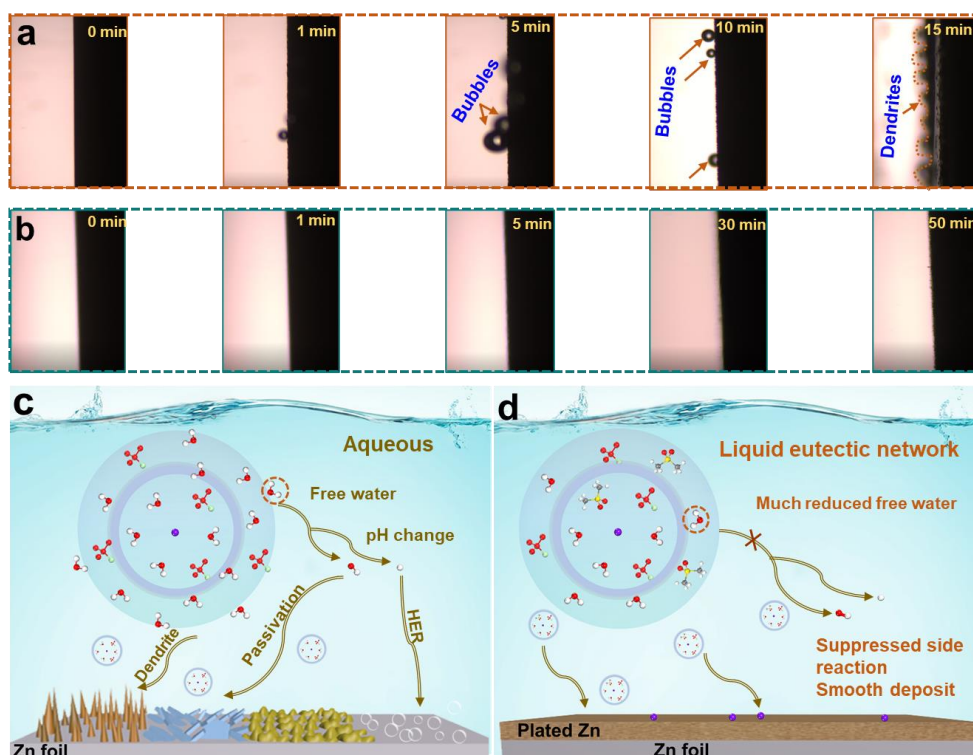 a
0 min
1 min
5 min
Bubbles
10 min
Bubbles
15 min
Dendrites
b
0 min
1 min
5 min
30 min
50 min
c
Aqueous
Free water
pH change
Passivation
HER
Dendrite
Zn foil
d
Liquid eutectic network
Much reduced free water
Suppressed side
reaction
Smooth deposit
Plated Zn
Zn foil